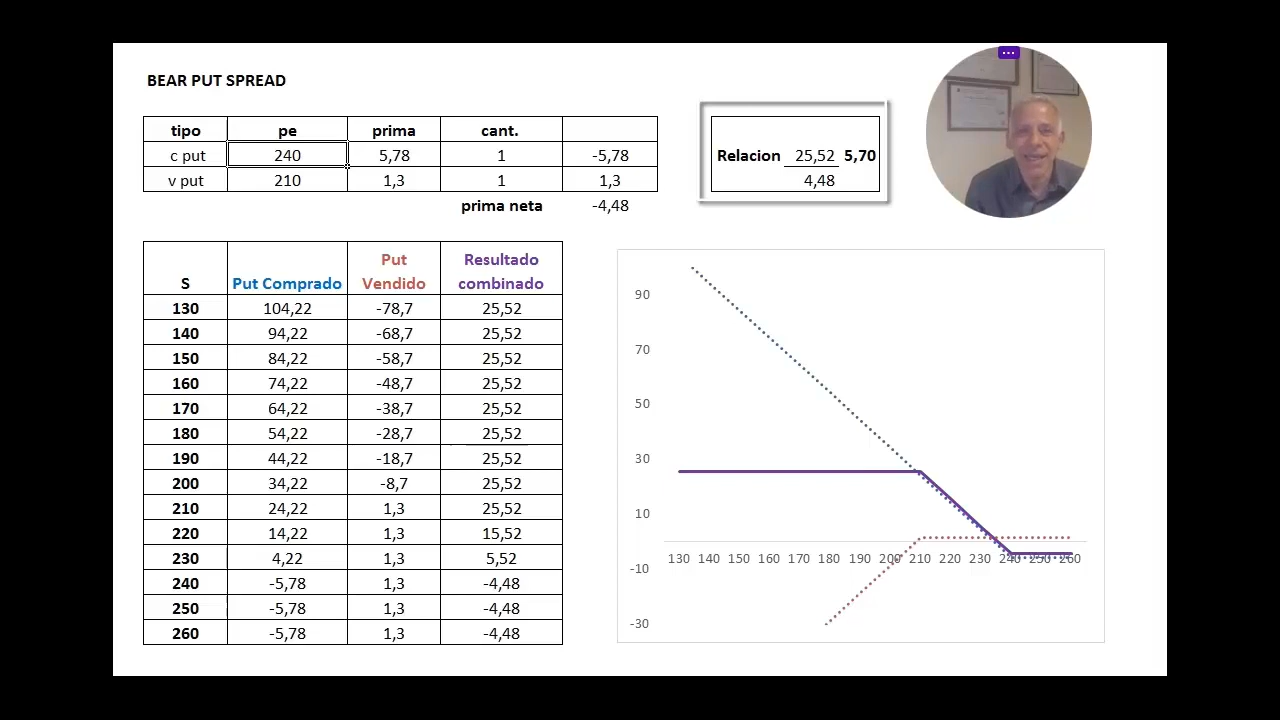 BEAR PUT SPREAD
tipo pe prima cant.
c put 240 5,78 1 -5,78
v put 210 1,3 1 1,3
prima neta -4,48
Relacion 25,52 5,70
4,48
Put Resultado
S Put Comprado Vendido combinado
130 104,22 -78,7 25,52
140 94,22 -68,7 25,52
150 84,22 -58,7 25,52
160 74,22 -48,7 25,52
170 64,22 -38,7 25,52
180 54,22 -28,7 25,52
190 44,22 -18,7 25,52
200 34,22 -8,7 25,52
210 24,22 1,3 25,52
220 14,22 1,3 15,52
230 4,22 1,3 5,52
240 -5,78 1,3 -4,48
250 -5,78 1,3 -4,48
260 -5,78 1,3 -4,48
90
70
50
30
10
-10
-30
130 140 150 160 170 180 190 200 210 220 230 240 250 260